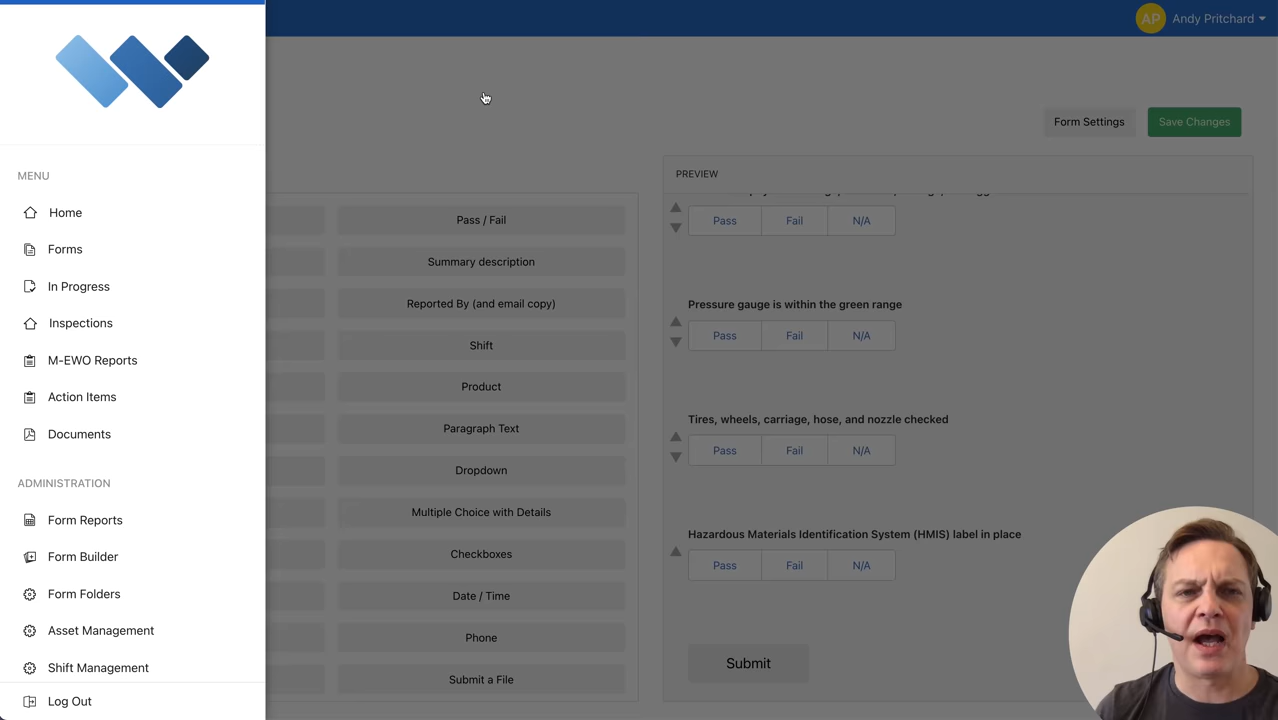 AP
Andy Pritchard
Form Settings
Save Changes
MENU
Home
Forms
In Progress
Inspections
M-EWO Reports
Action Items
Documents
ADMINISTRATION
Form Reports
Form Builder
Form Folders
Asset Management
Shift Management
Log Out
Pass / Fail
Summary description
Reported By (and email copy)
Shift
Product
Paragraph Text
Dropdown
Multiple Choice with Details
Checkboxes
Date / Time
Phone
Submit a File
PREVIEW
Pass Fail N/A
Pressure gauge is within the green range
Pass Fail N/A
Tires, wheels, carriage, hose, and nozzle checked
Pass Fail N/A
Hazardous Materials Identification System (HMIS) label in place
Pass Fail N/A
Submit